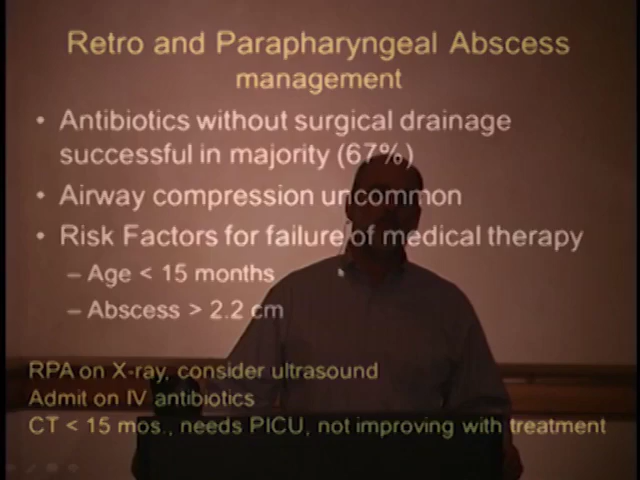 Retro and Parapharyngeal Abscess
management
• Antibiotics without surgical drainage
successful in majority (67%)
• Airway compression uncommon
• Risk Factors for failure of medical therapy
– Age < 15 months
– Abscess > 2.2 cm
RPA on X-ray, consider ultrasound
Admit on IV antibiotics
CT < 15 mos., needs PICU, not improving with treatment